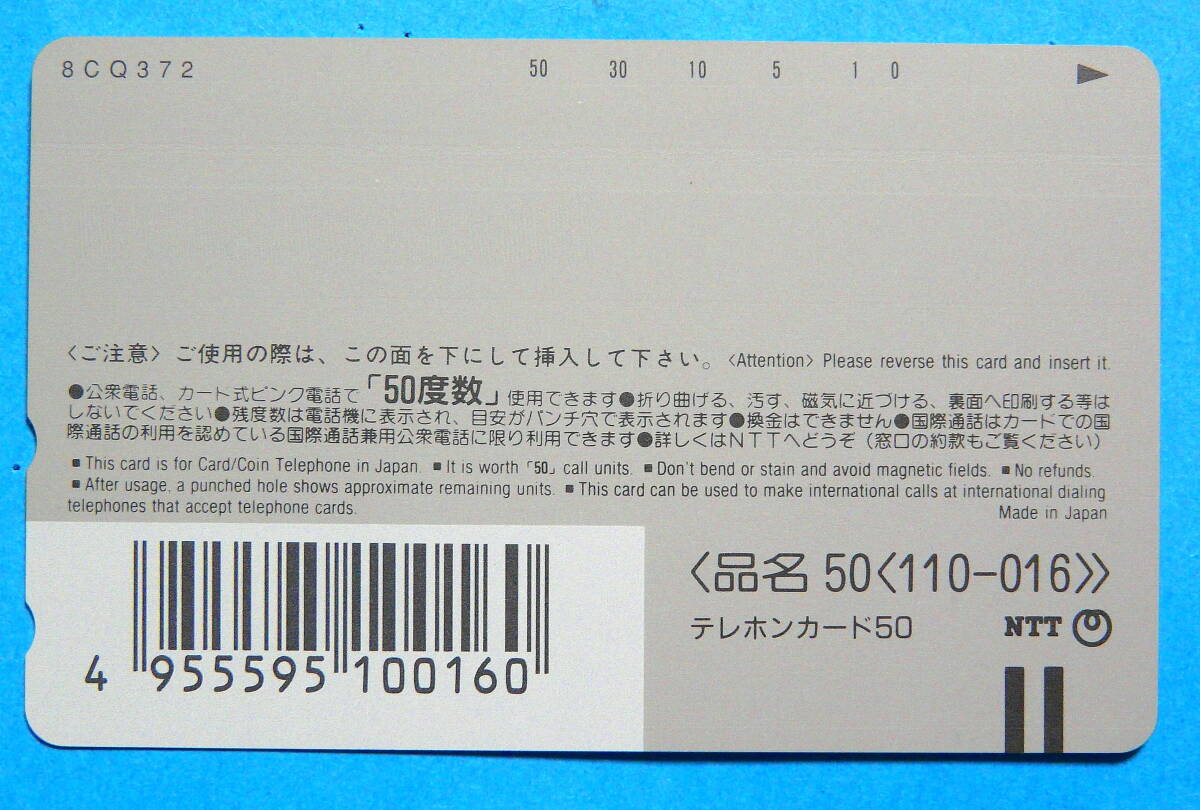 8CQ372 50 30 10 5 1 0
〈ご注意〉ご使用の際は、この面を下にして挿入して下さい。〈Attention〉 Please reverse this card and insert it.
●公衆電話、カード式ピンク電話で「50度数」使用できます●折り曲げる、汚す、磁気に近づける、裏面へ印刷する等は
しないでください●残度数は電話機に表示され、目安がパンチ穴で表示されます●換金はできません●国際通話はカードでの国
際通話の利用を認めている国際通話兼用公衆電話に限り利用できます●詳しくはNTTへどうぞ（窓口の約款もご覧ください）
■ This card is for Card/Coin Telephone in Japan. ■ It is worth「50」call units. ■ Don't bend or stain and avoid magnetic fields. ■ No refunds.
■ After usage, a punched hole shows approximate remaining units. ■ This card can be used to make international calls at international dialing
telephones that accept telephone cards. Made in Japan
〈品名 50〈110-016〉〉
テレホンカード50 NTT
4 955595 100160